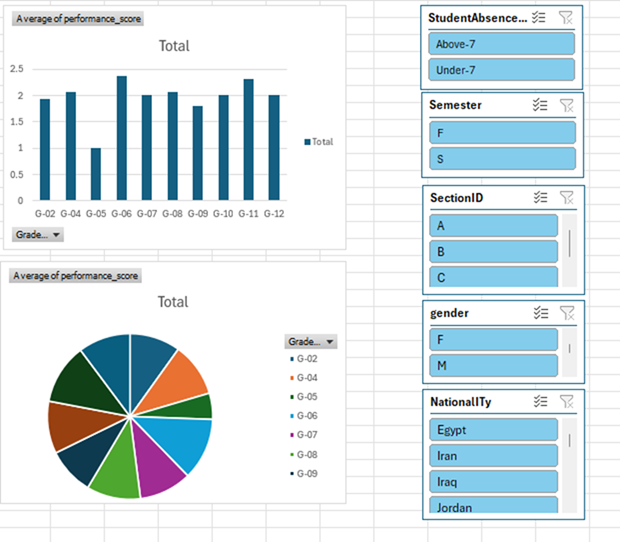 Average of performance_score
Total
2.5
2
1.5
1
0.5
0
G-02 G-04 G-05 G-06 G-07 G-08 G-09 G-10 G-11 G-12
Total
Grade...
Average of performance_score
Total
Grade...
G-02
G-04
G-05
G-06
G-07
G-08
G-09
StudentAbsence...
Above-7
Under-7
Semester
F
S
SectionID
A
B
C
gender
F
M
NationalITy
Egypt
Iran
Iraq
Jordan